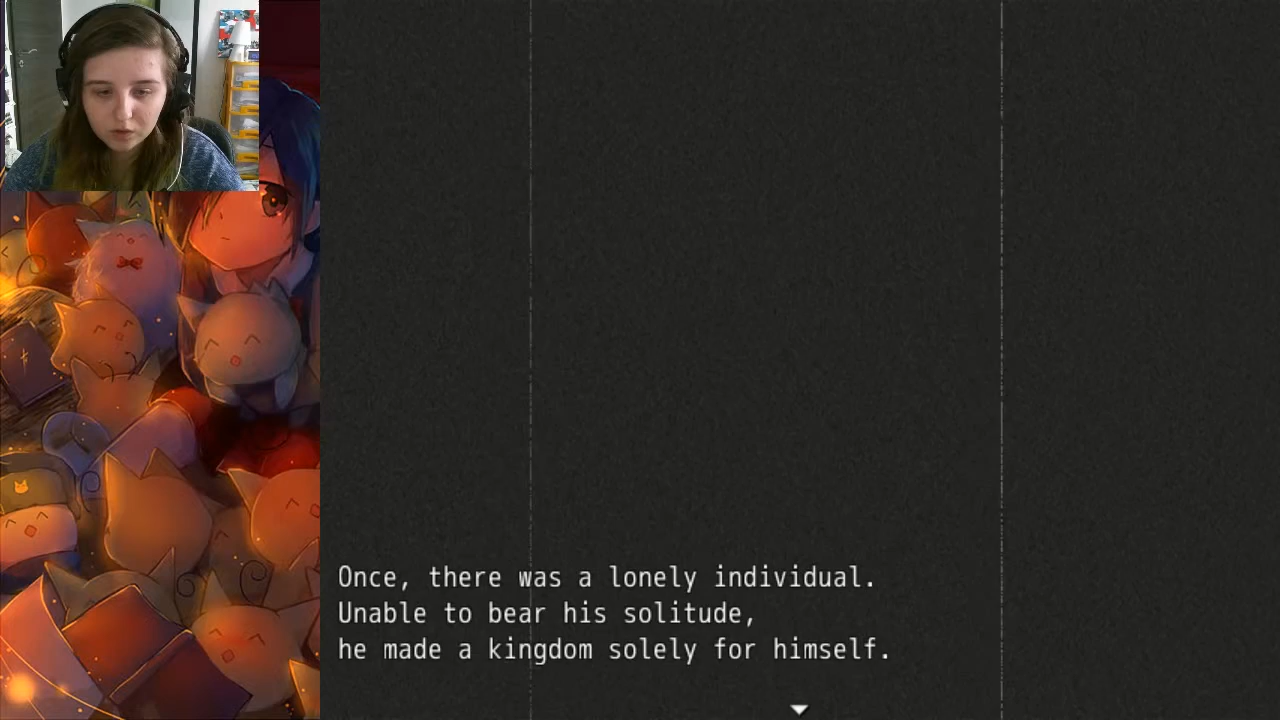 Once, there was a lonely individual.
Unable to bear his solitude,
he made a kingdom solely for himself.